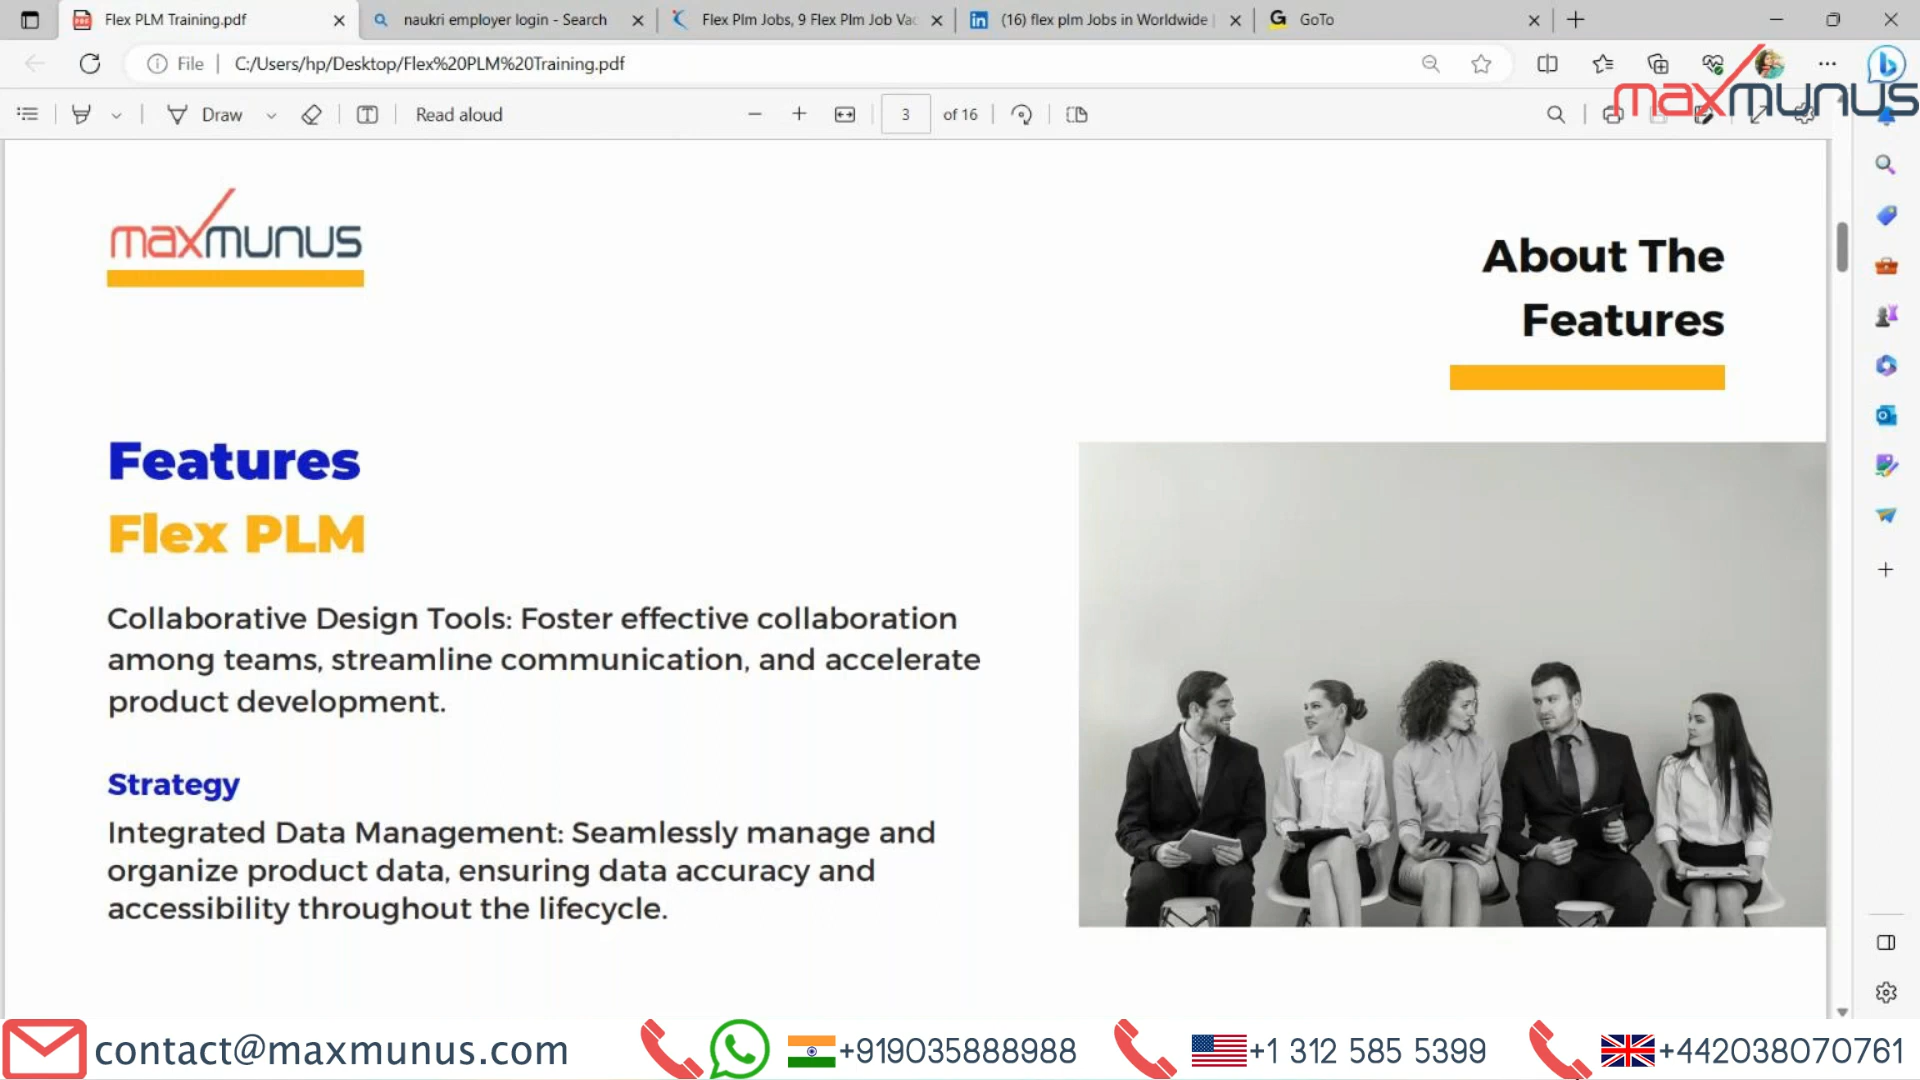 Flex PLM Training.pdf
naukri employer login - Search
Flex Plm Jobs, 9 Flex Plm Job Vac
(16) flex plm Jobs in Worldwide
GoTo
File
C:/Users/hp/Desktop/Flex%20PLM%20Training.pdf
maxmunus
Draw
Read aloud
3
of 16
maxmunus
About The
Features
Features
Flex PLM
Collaborative Design Tools: Foster effective collaboration
among teams, streamline communication, and accelerate
product development.
Strategy
Integrated Data Management: Seamlessly manage and
organize product data, ensuring data accuracy and
accessibility throughout the lifecycle.
contact@maxmunus.com
+919035888988
+1 312 585 5399
+442038070761